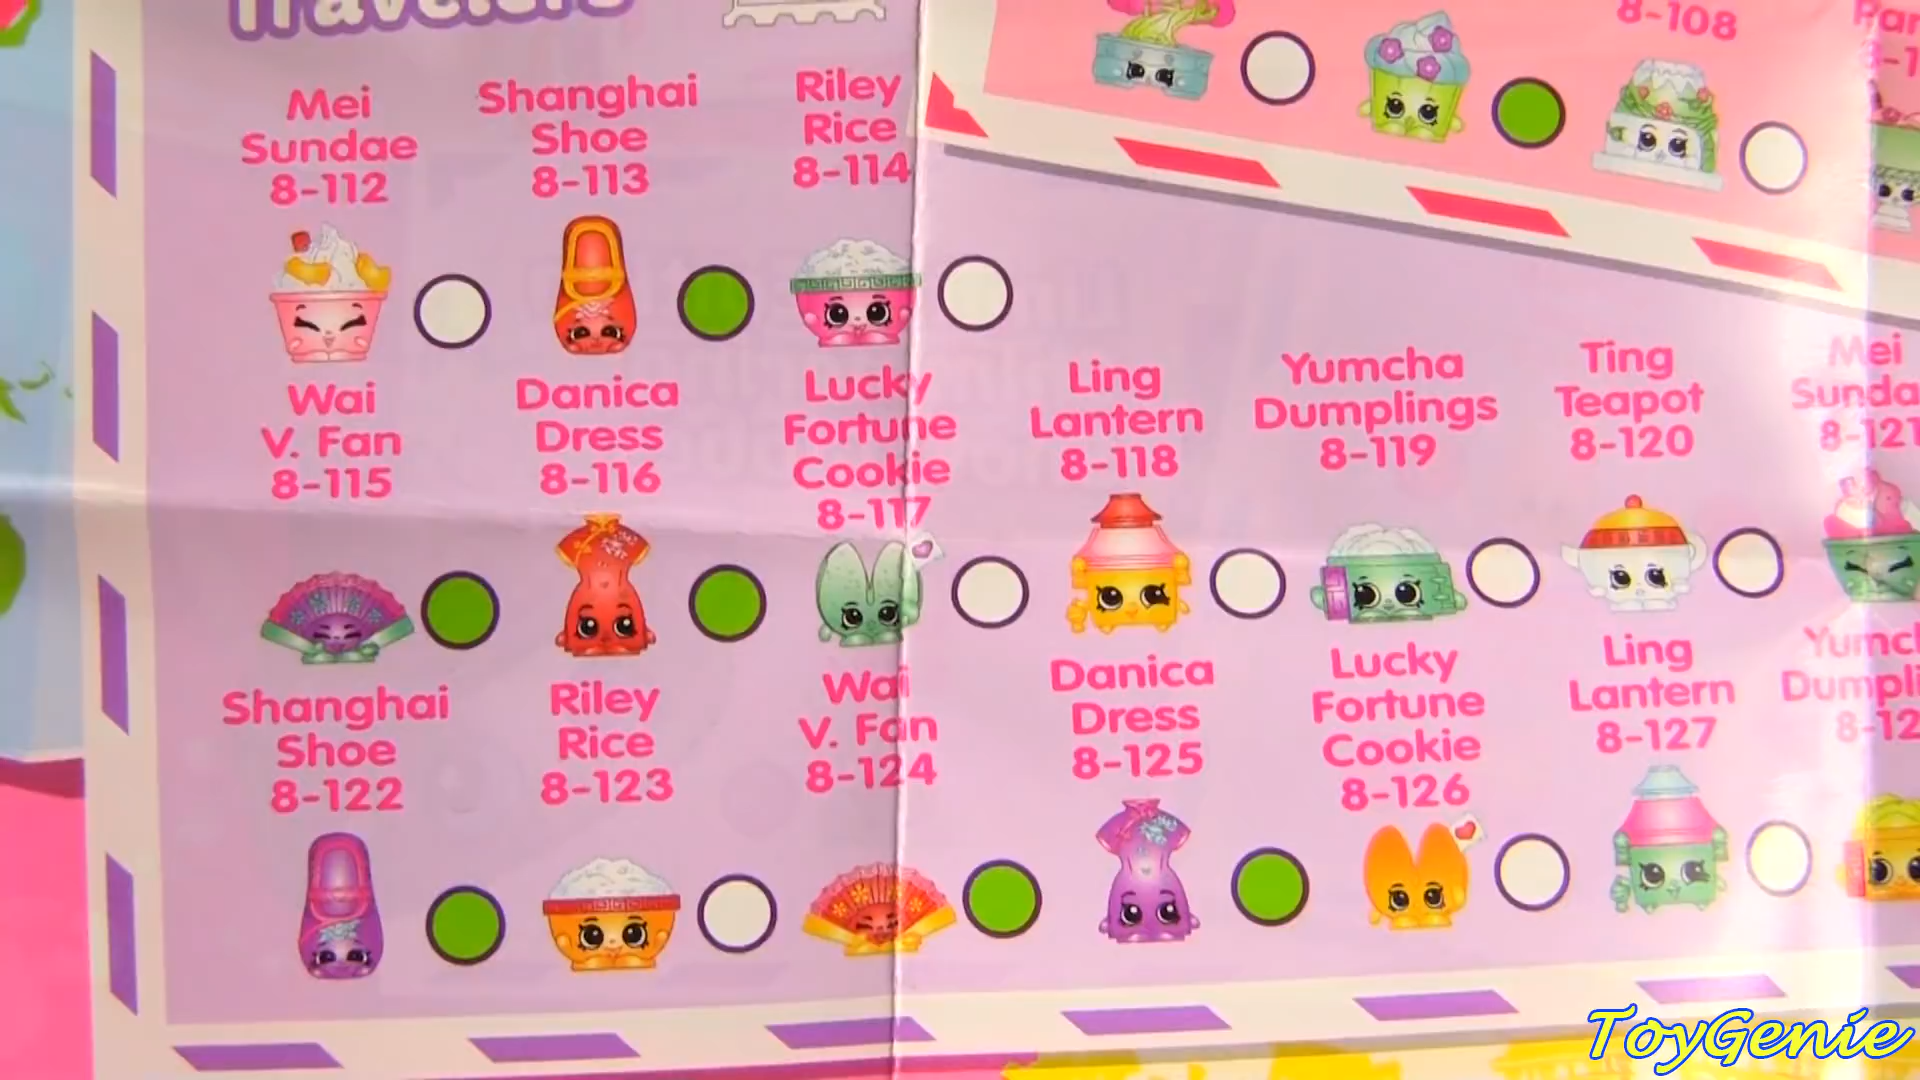 Travelers
8-108
Mei
Sundae
8-112
Shanghai
Shoe
8-113
Riley
Rice
8-114
Wai
V. Fan
8-115
Danica
Dress
8-116
Lucky
Fortune
Cookie
8-117
Ling
Lantern
8-118
Yumcha
Dumplings
8-119
Ting
Teapot
8-120
Mei
Sundae
8-121
Shanghai
Shoe
8-122
Riley
Rice
8-123
Wai
V. Fan
8-124
Danica
Dress
8-125
Lucky
Fortune
Cookie
8-126
Ling
Lantern
8-127
ToyGenie